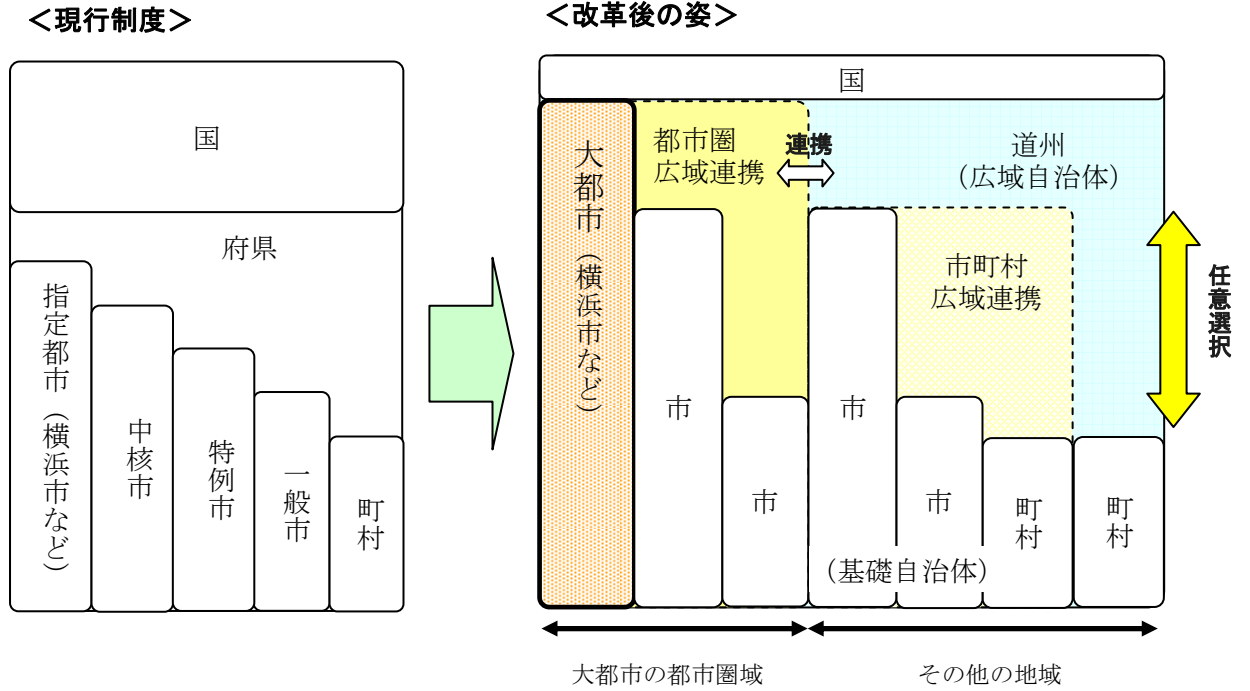 ＜現行制度＞
国
府県
指定都市（横浜市など）
中核市
特例市
一般市
町村
＜改革後の姿＞
国
大都市（横浜市など）
都市圏
広域連携
連携
道州
（広域自治体）
市町村
広域連携
任意選択
市
市
市
市
町村
町村
（基礎自治体）
大都市の都市圏域
その他の地域